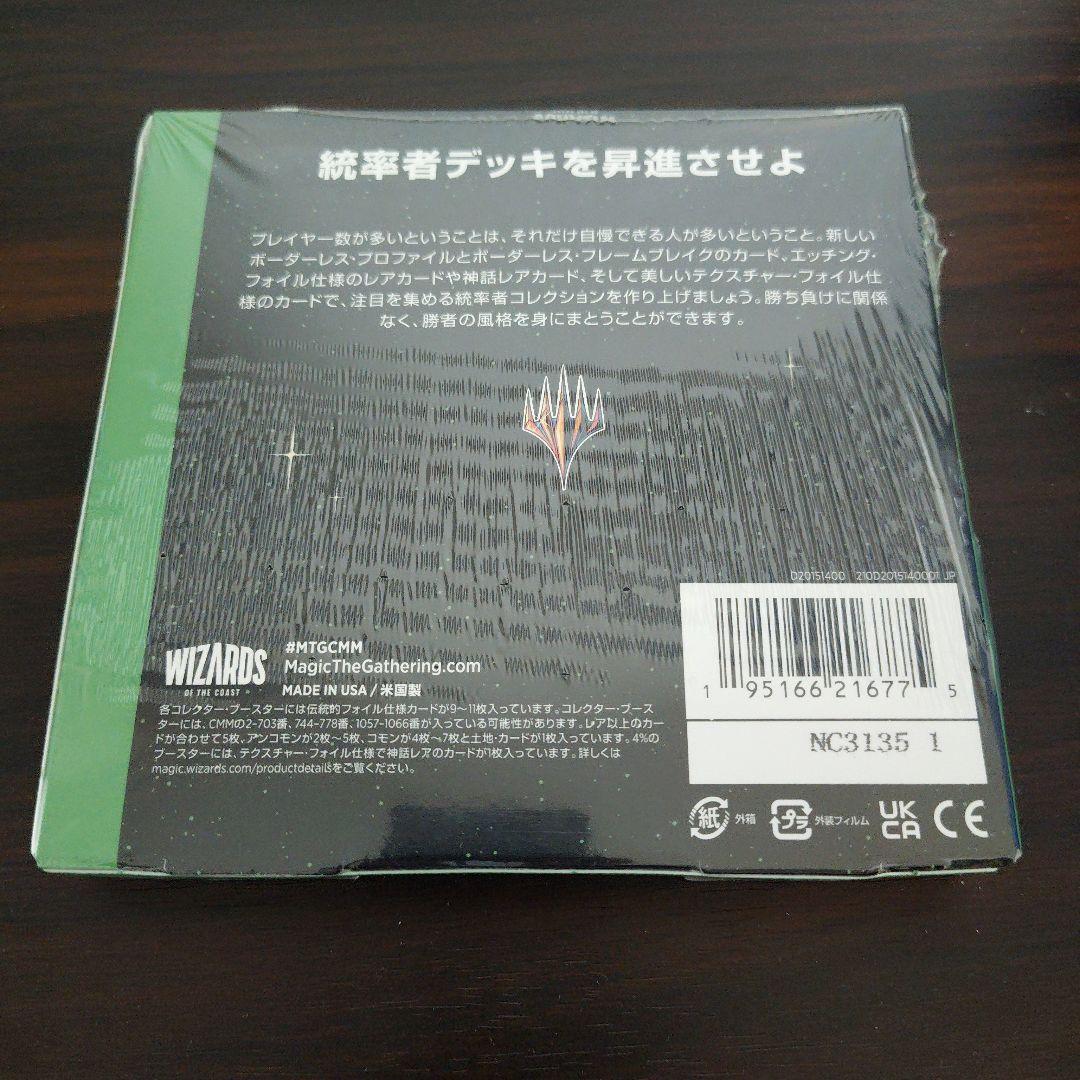 統率者デッキを昇進させよ
プレイヤー数が多いということは、それだけ自慢できる人が多いということ。新しい
ボーダーレス・プロファイルとボーダーレス・フレームブレイクのカード、エッチング・
フォイル仕様のレアカードや神話レアカード、そして美しいテクスチャー・フォイル仕
様のカードで、注目を集める統率者コレクションを作り上げましょう。勝ち負けに関係
なく、勝者の風格を身にまとうことができます。
D20151400 210D20151400001 JP
#MTGCMM
WIZARDS
OF THE COAST
MagicTheGathering.com
MADE IN USA / 米国製
各コレクター・ブースターには伝統的フォイル仕様カードが9～11枚入っています。コレクター・ブー
スターには、CMMの2-703番、744-778番、1057-1066番が入っている可能性があります。レア以上のカー
ドが合わせて5枚、アンコモンが2枚～5枚、コモンが4枚～7枚と土地・カードが1枚入っています。4%の
ブースターには、テクスチャー・フォイル仕様で神話レアのカードが1枚入っています。詳しくは
magic.wizards.com/productdetailsをご覧ください。
1 95166 21677 5
NC3135 1
紙 外箱 プラ 外装フィルム UK CA CE